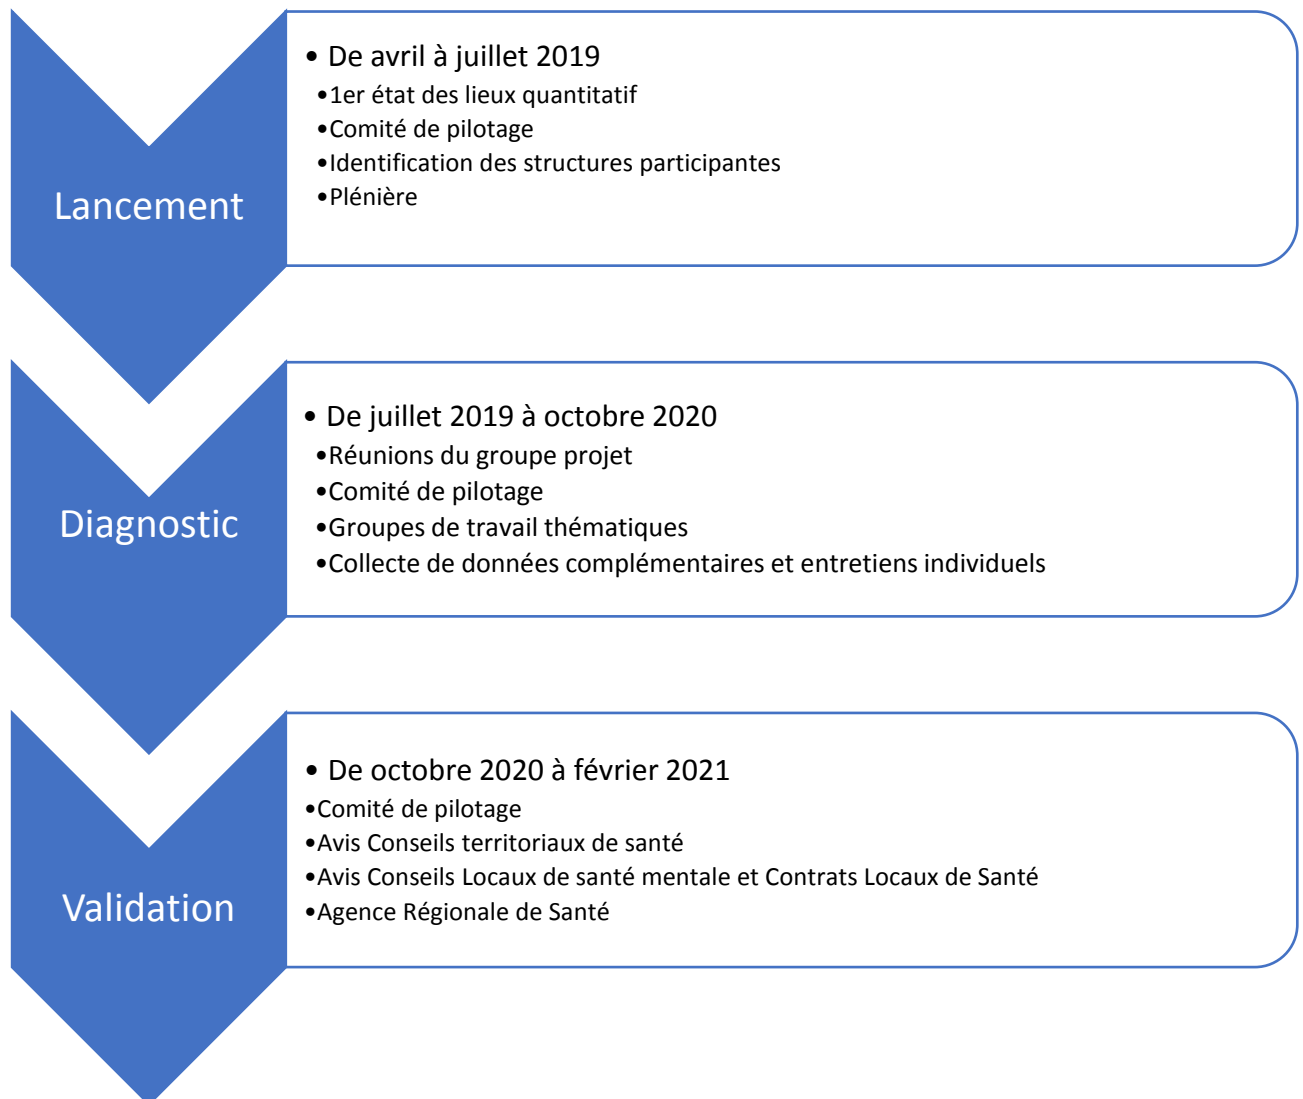 Lancement
• De avril à juillet 2019
•1er état des lieux quantitatif
•Comité de pilotage
•Identification des structures participantes
•Plénière
Diagnostic
• De juillet 2019 à octobre 2020
•Réunions du groupe projet
•Comité de pilotage
•Groupes de travail thématiques
•Collecte de données complémentaires et entretiens individuels
Validation
• De octobre 2020 à février 2021
•Comité de pilotage
•Avis Conseils territoriaux de santé
•Avis Conseils Locaux de santé mentale et Contrats Locaux de Santé
•Agence Régionale de Santé